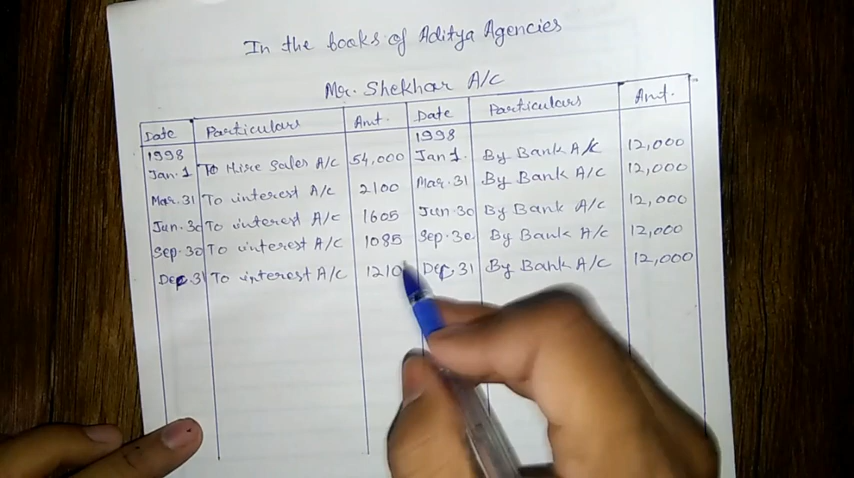 In the books of Aditya Agencies
Mr. Shekhar A/c
Date Particulars Amt. Date Particulars Amt.
1998 1998
Jan. 1 To Hire Sales A/c 54,000 Jan 1. By Bank A/c 12,000
Mar. 31 To interest A/c 2100 Mar. 31 By Bank A/c 12,000
Jun. 30 To interest A/c 1605 Jun. 30 By Bank A/c 12,000
Sep. 30 To interest A/c 1085 Sep. 30 By Bank A/c 12,000
Dec. 31 To interest A/c 1210 Dec. 31 By Bank A/c 12,000